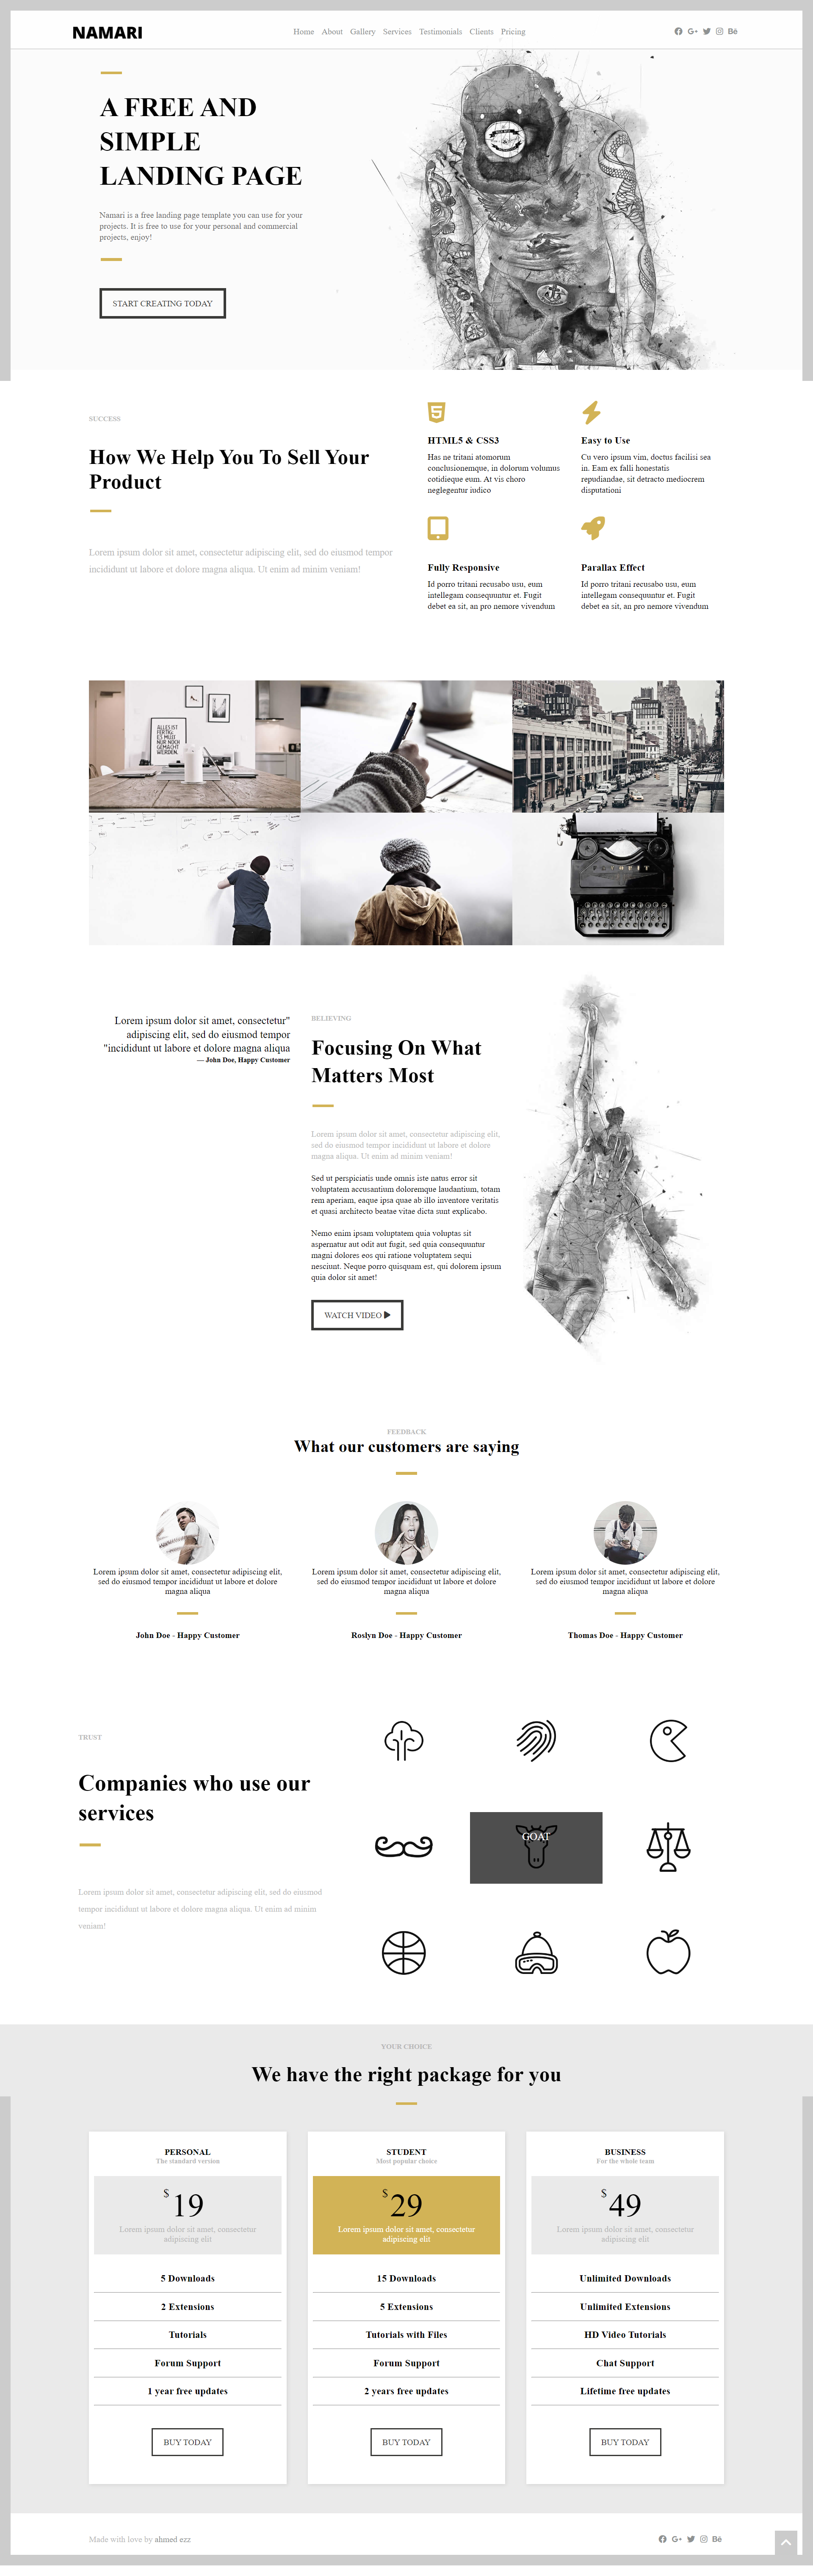 NAMARI
Home About Gallery Services Testimonials Clients Pricing
Bē
A FREE AND
SIMPLE
LANDING PAGE
Namari is a free landing page template you can use for your
projects. It is free to use for your personal and commercial
projects, enjoy!
START CREATING TODAY
SUCCESS
How We Help You To Sell Your
Product
Lorem ipsum dolor sit amet, consectetur adipiscing elit, sed do eiusmod tempor
incididunt ut labore et dolore magna aliqua. Ut enim ad minim veniam!
HTML5 & CSS3
Has ne tritani atomorum
conclusionemque, in dolorum volumus
cotidieque eum. At vis choro
neglegentur iudico
Easy to Use
Cu vero ipsum vim, doctus facilisi sea
in. Eam ex falli honestatis
repudiandae, sit detracto mediocrem
disputationi
Fully Responsive
Id porro tritani recusabo usu, eum
intellegam consequuntur et. Fugit
debet ea sit, an pro nemore vivendum
Parallax Effect
Id porro tritani recusabo usu, eum
intellegam consequuntur et. Fugit
debet ea sit, an pro nemore vivendum
ALLES IST
FERTIG.
ES MUSS
NUR NOCH
GEMACHT
WERDEN.
Lorem ipsum dolor sit amet, consectetur"
adipiscing elit, sed do eiusmod tempor
"incididunt ut labore et dolore magna aliqua
— John Doe, Happy Customer
BELIEVING
Focusing On What
Matters Most
Lorem ipsum dolor sit amet, consectetur adipiscing elit,
sed do eiusmod tempor incididunt ut labore et dolore
magna aliqua. Ut enim ad minim veniam!
Sed ut perspiciatis unde omnis iste natus error sit
voluptatem accusantium doloremque laudantium, totam
rem aperiam, eaque ipsa quae ab illo inventore veritatis
et quasi architecto beatae vitae dicta sunt explicabo.
Nemo enim ipsam voluptatem quia voluptas sit
aspernatur aut odit aut fugit, sed quia consequuntur
magni dolores eos qui ratione voluptatem sequi
nesciunt. Neque porro quisquam est, qui dolorem ipsum
quia dolor sit amet!
WATCH VIDEO
FEEDBACK
What our customers are saying
Lorem ipsum dolor sit amet, consectetur adipiscing elit,
sed do eiusmod tempor incididunt ut labore et dolore
magna aliqua
John Doe - Happy Customer
Lorem ipsum dolor sit amet, consectetur adipiscing elit,
sed do eiusmod tempor incididunt ut labore et dolore
magna aliqua
Roslyn Doe - Happy Customer
Lorem ipsum dolor sit amet, consectetur adipiscing elit,
sed do eiusmod tempor incididunt ut labore et dolore
magna aliqua
Thomas Doe - Happy Customer
TRUST
Companies who use our
services
Lorem ipsum dolor sit amet, consectetur adipiscing elit, sed do eiusmod
tempor incididunt ut labore et dolore magna aliqua. Ut enim ad minim
veniam!
GOAT
YOUR CHOICE
We have the right package for you
PERSONAL
The standard version
$ 19
Lorem ipsum dolor sit amet, consectetur
adipiscing elit
5 Downloads
2 Extensions
Tutorials
Forum Support
1 year free updates
BUY TODAY
STUDENT
Most popular choice
$ 29
Lorem ipsum dolor sit amet, consectetur
adipiscing elit
15 Downloads
5 Extensions
Tutorials with Files
Forum Support
2 years free updates
BUY TODAY
BUSINESS
For the whole team
$ 49
Lorem ipsum dolor sit amet, consectetur
adipiscing elit
Unlimited Downloads
Unlimited Extensions
HD Video Tutorials
Chat Support
Lifetime free updates
BUY TODAY
Made with love by ahmed ezz
Bē